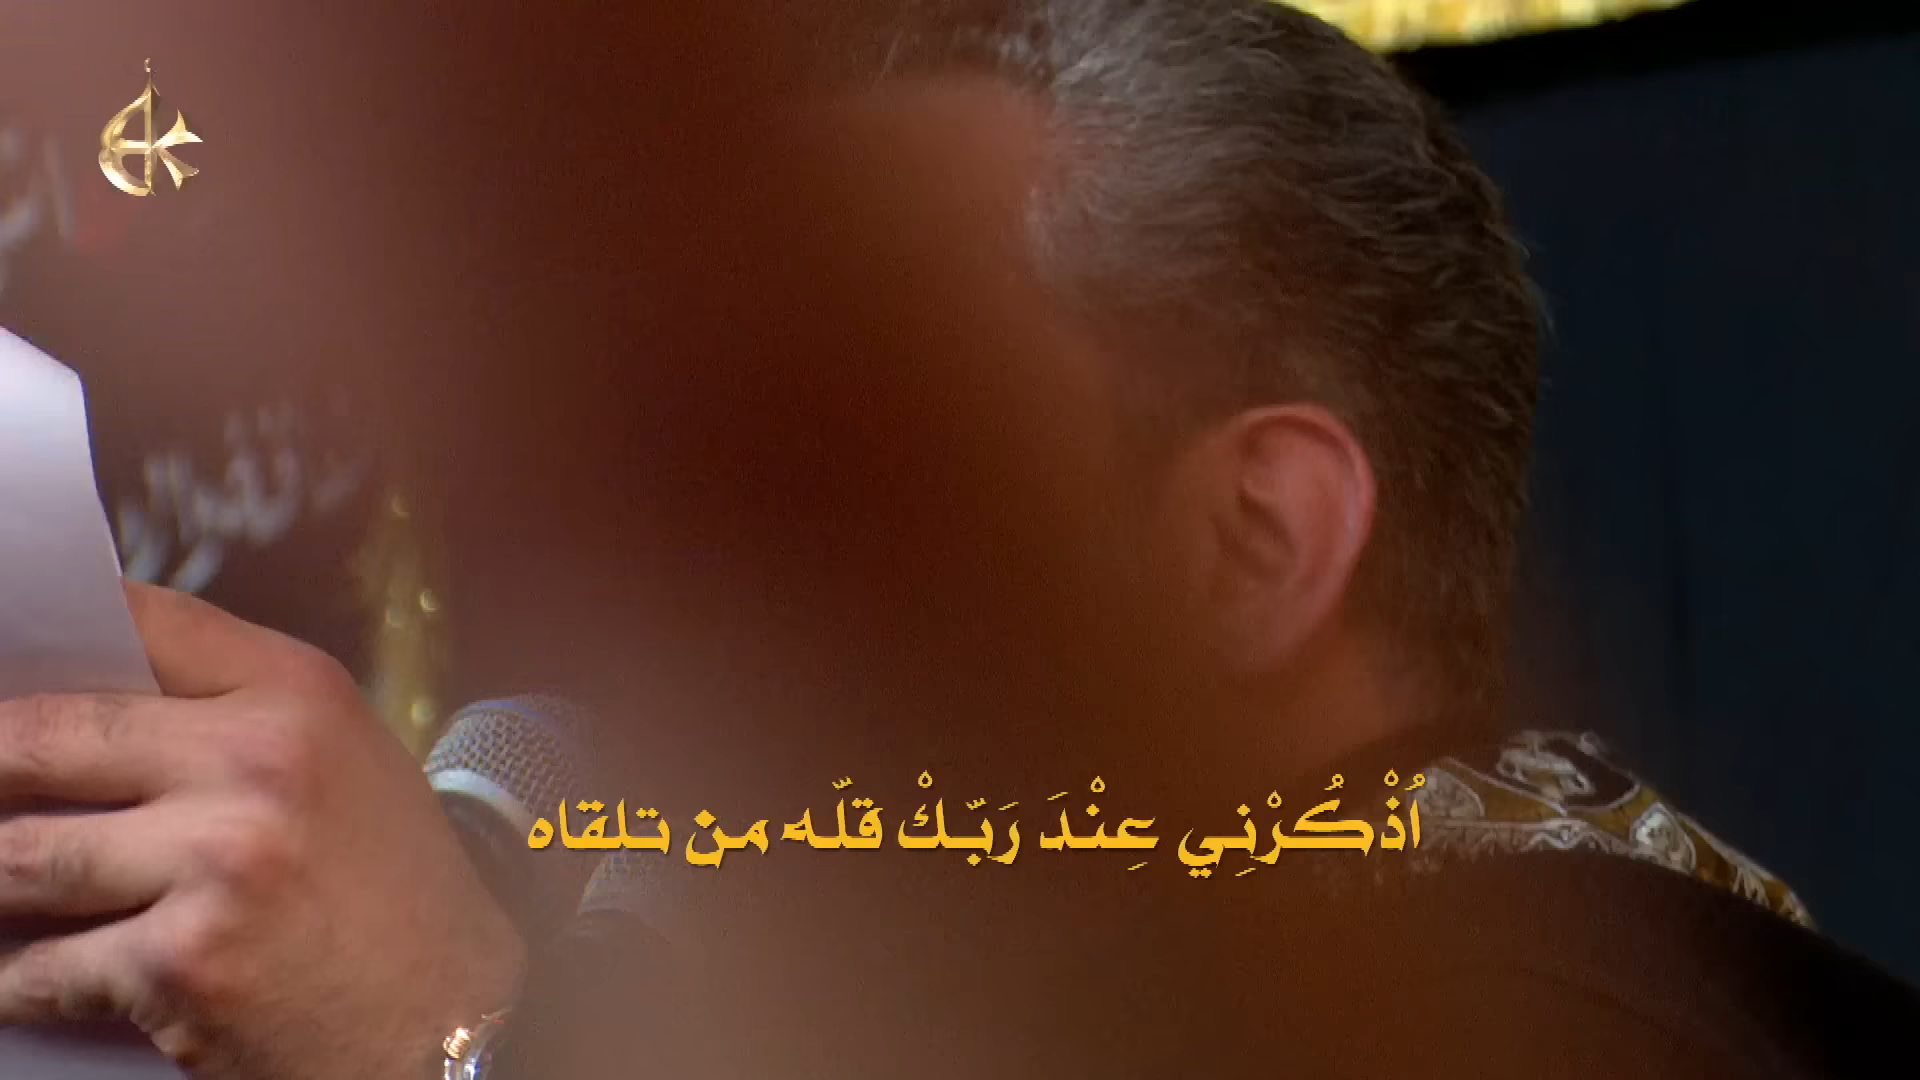 اُذْكُرْنِي عِنْدَ رَبّكْ قلّه من تلقاه